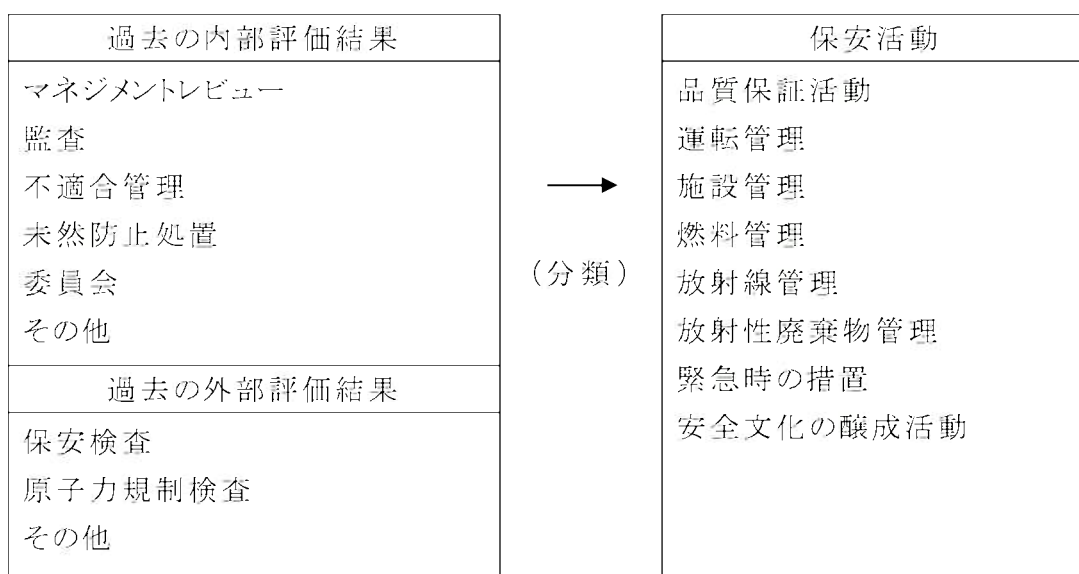 過去の内部評価結果
マネジメントレビュー
監査
不適合管理
未然防止処置
委員会
その他
過去の外部評価結果
保安検査
原子力規制検査
その他
(分類)
保安活動
品質保証活動
運転管理
施設管理
燃料管理
放射線管理
放射性廃棄物管理
緊急時の措置
安全文化の醸成活動